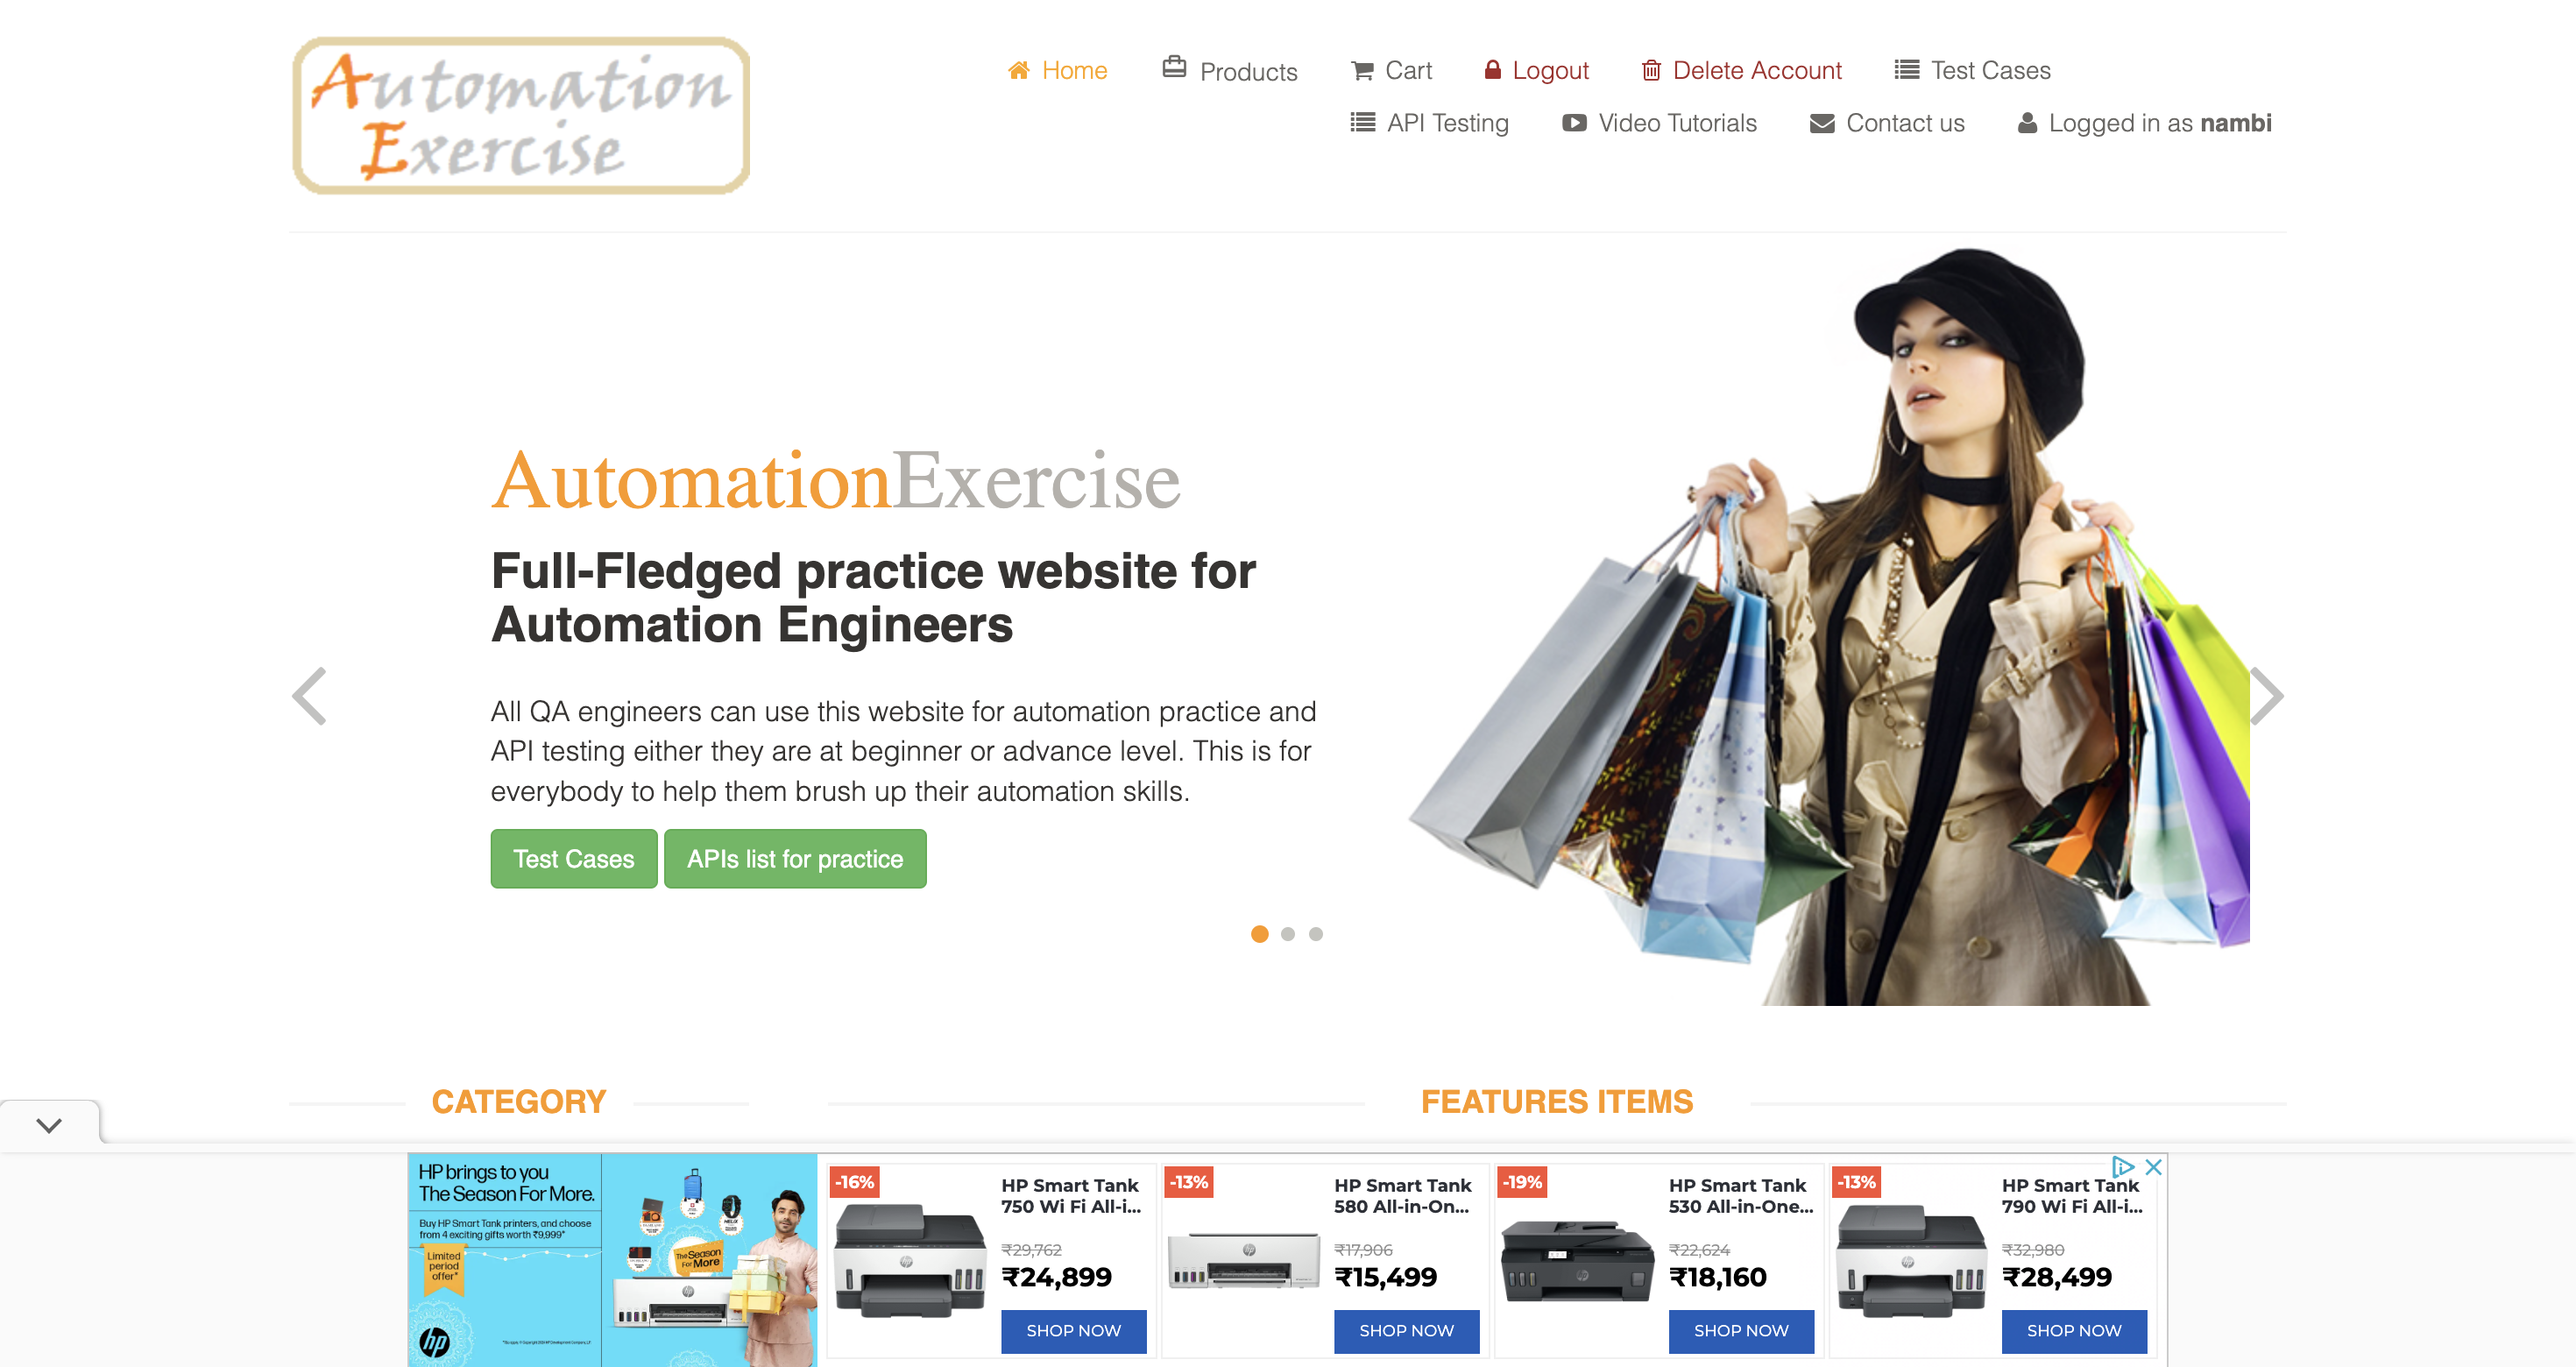 Automation
Exercise
Home
Products
Cart
Logout
Delete Account
Test Cases
API Testing
Video Tutorials
Contact us
Logged in as nambi
AutomationExercise
Full-Fledged practice website for
Automation Engineers
All QA engineers can use this website for automation practice and
API testing either they are at beginner or advance level. This is for
everybody to help them brush up their automation skills.
Test Cases
APIs list for practice
CATEGORY
FEATURES ITEMS
HP brings to you
The Season For More.
Buy HP Smart Tank printers, and choose
from 4 exciting gifts worth ₹9,999*
Limited
period
offer*
The Season
For More
hp
-16%
HP Smart Tank
750 Wi Fi All-i...
₹29,762
₹24,899
SHOP NOW
-13%
HP Smart Tank
580 All-in-On...
₹17,906
₹15,499
SHOP NOW
-19%
HP Smart Tank
530 All-in-One...
₹22,624
₹18,160
SHOP NOW
-13%
HP Smart Tank
790 Wi Fi All-i...
₹32,980
₹28,499
SHOP NOW